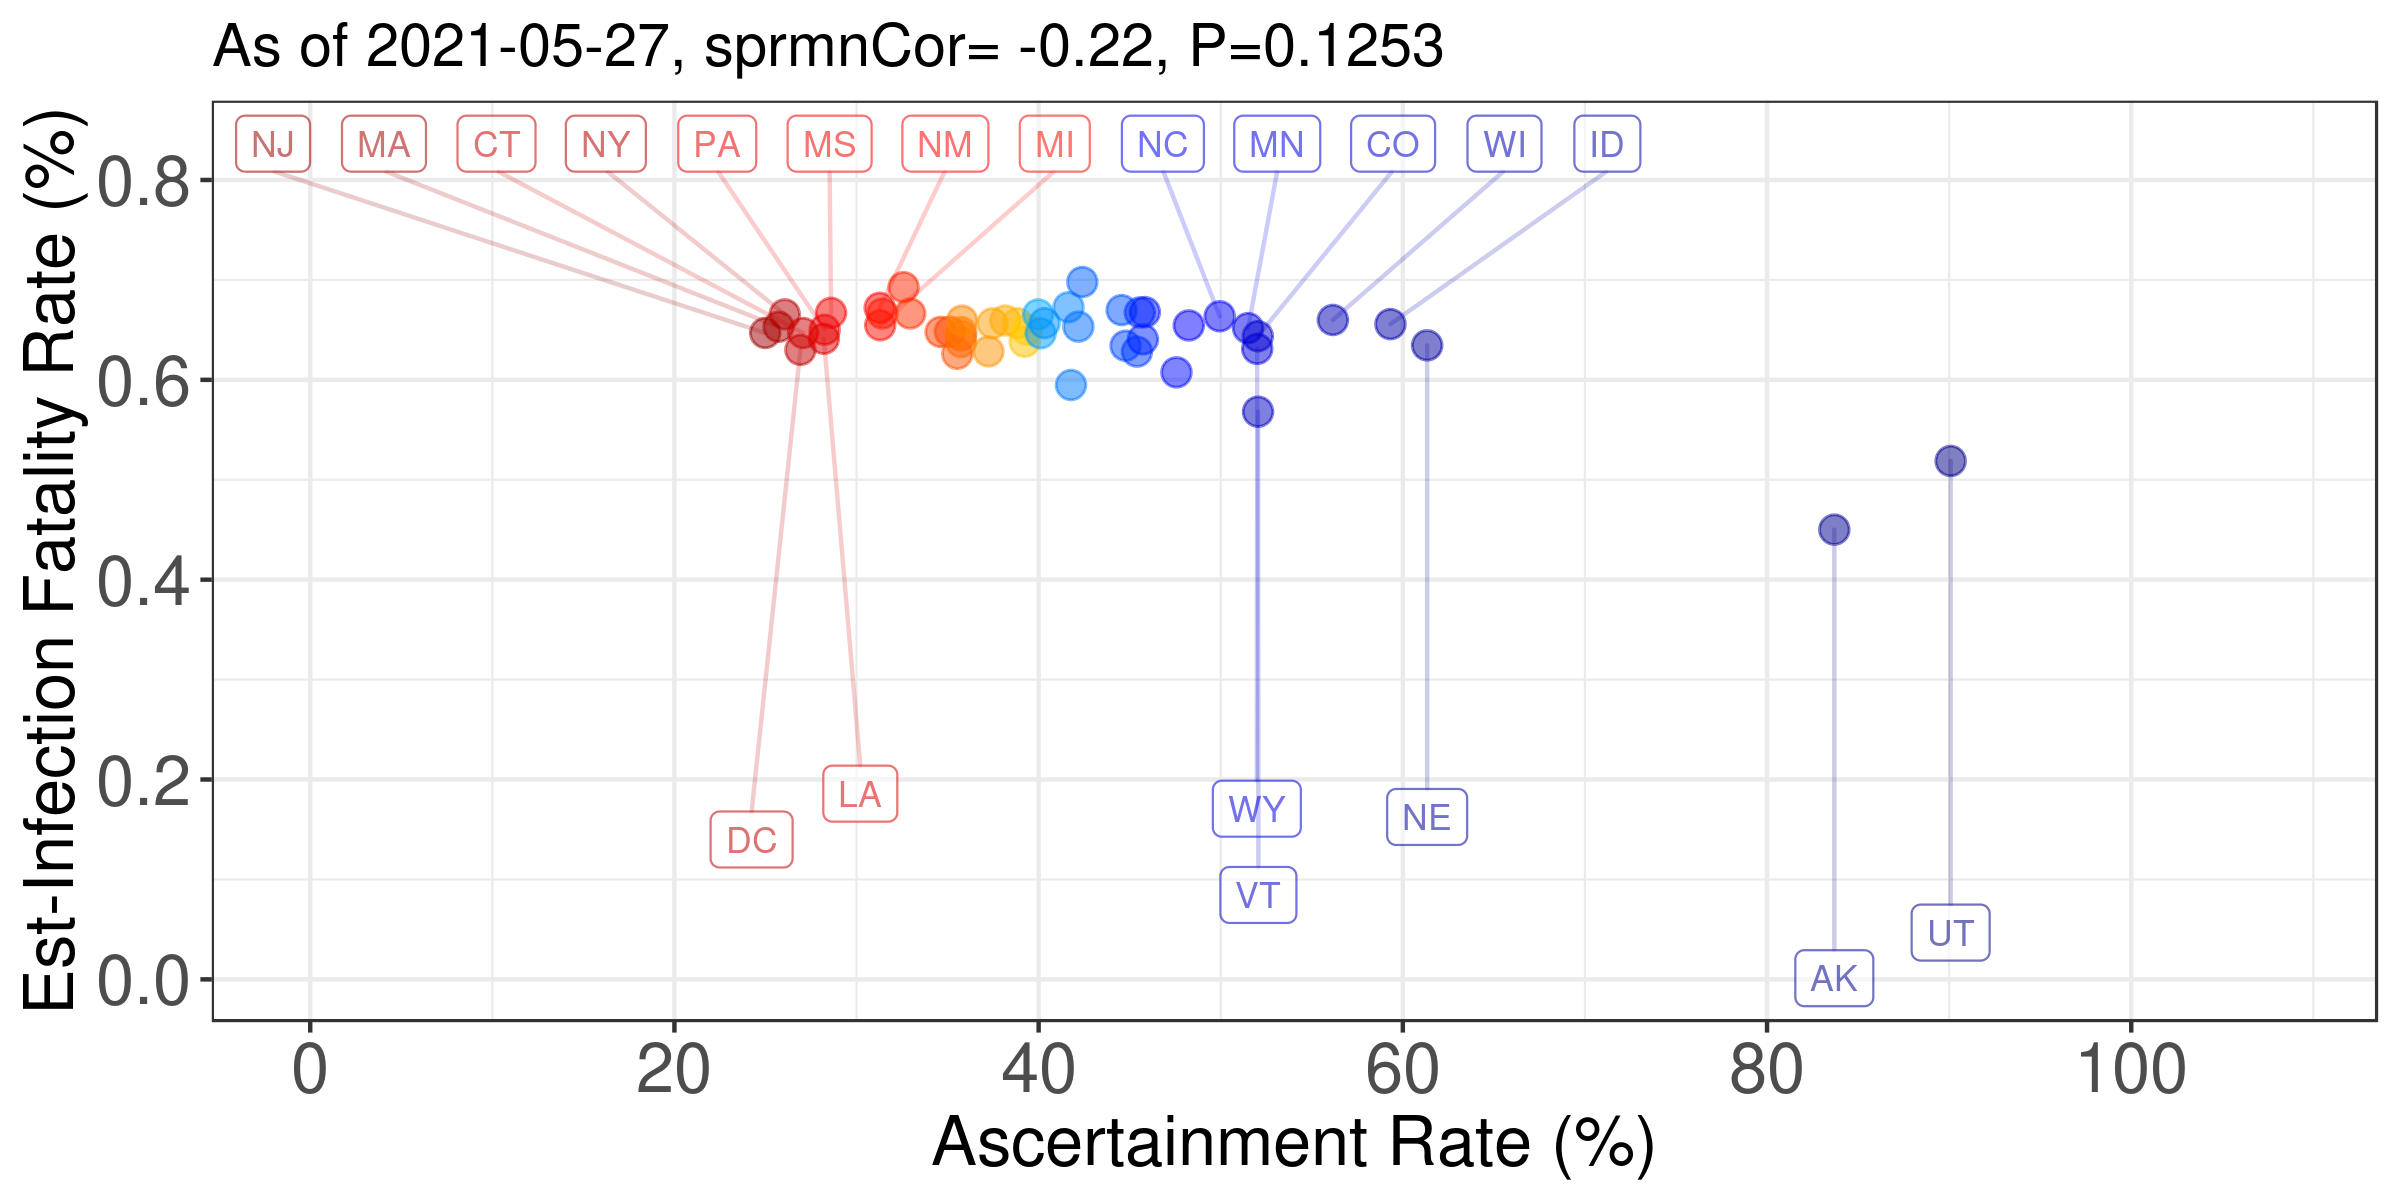 As of 2021-05-27, sprmnCor= -0.22, P=0.1253
Est-Infection Fatality Rate (%)
0.8
0.6
0.4
0.2
0.0
NJ MA CT NY PA MS NM MI NC MN CO WI ID
LA
DC
WY
NE
VT
UT
AK
0 20 40 60 80 100
Ascertainment Rate (%)